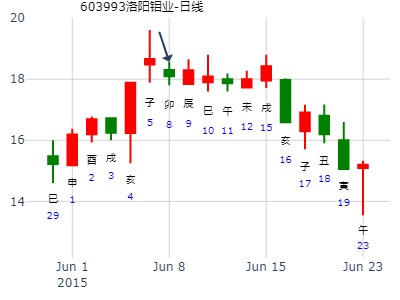 603993洛阳钼业-日线
20
18
16
14
巳
29
申
1
酉
2
戌
3
亥
4
子
5
卯
8
辰
9
巳
10
午
11
未
12
戌
15
亥
16
子
17
丑
18
寅
19
午
23
Jun 1
2015
Jun 8
Jun 15
Jun 23